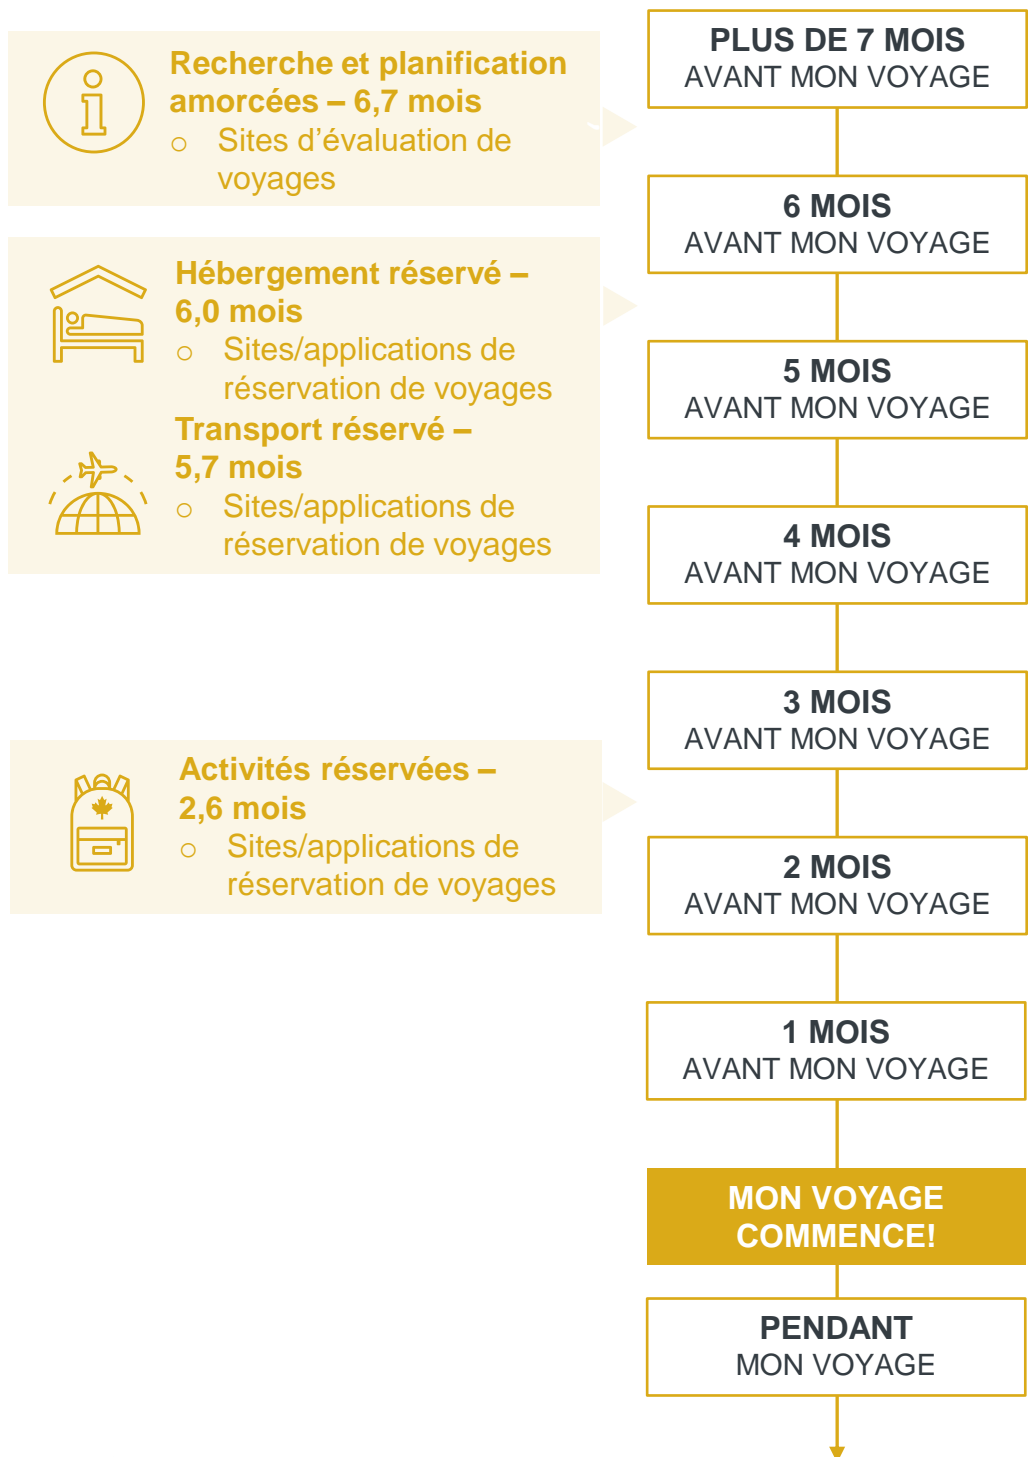 Recherche et planification
amorcées – 6,7 mois
o Sites d'évaluation de
voyages
Hébergement réservé –
6,0 mois
o Sites/applications de
réservation de voyages
Transport réservé –
5,7 mois
o Sites/applications de
réservation de voyages
Activités réservées –
2,6 mois
o Sites/applications de
réservation de voyages
PLUS DE 7 MOIS
AVANT MON VOYAGE
6 MOIS
AVANT MON VOYAGE
5 MOIS
AVANT MON VOYAGE
4 MOIS
AVANT MON VOYAGE
3 MOIS
AVANT MON VOYAGE
2 MOIS
AVANT MON VOYAGE
1 MOIS
AVANT MON VOYAGE
MON VOYAGE
COMMENCE!
PENDANT
MON VOYAGE